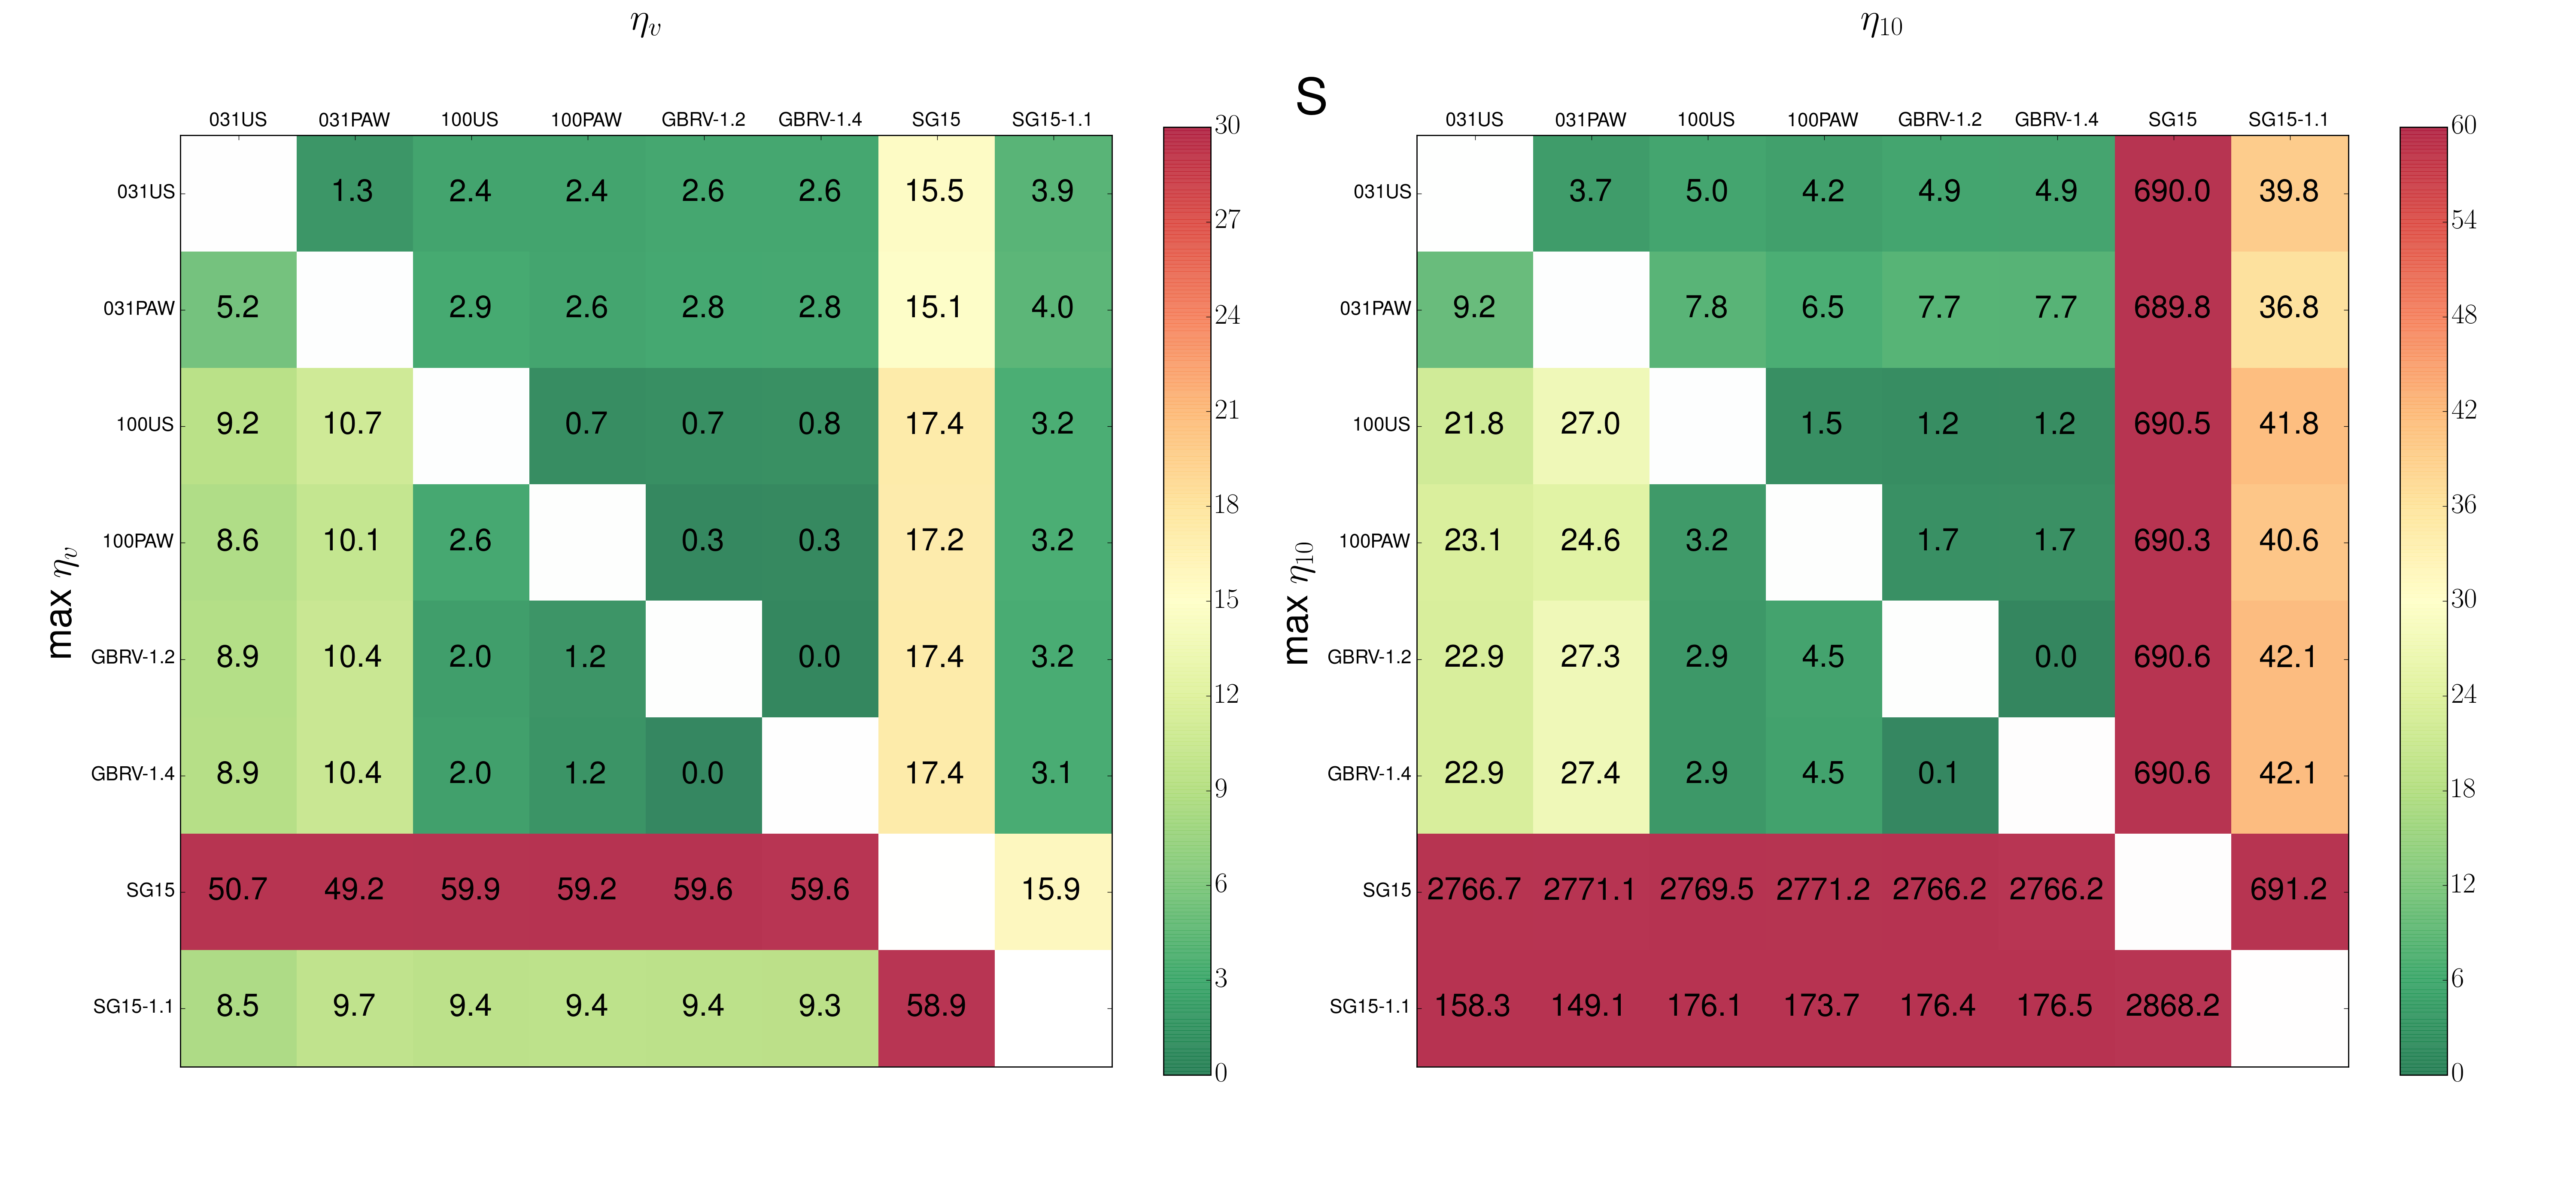 η_v
031US 031PAW 100US 100PAW GBRV-1.2 GBRV-1.4 SG15 SG15-1.1
031US 1.3 2.4 2.4 2.6 2.6 15.5 3.9
031PAW 5.2 2.9 2.6 2.8 2.8 15.1 4.0
100US 9.2 10.7 0.7 0.7 0.8 17.4 3.2
100PAW 8.6 10.1 2.6 0.3 0.3 17.2 3.2
GBRV-1.2 8.9 10.4 2.0 1.2 0.0 17.4 3.2
GBRV-1.4 8.9 10.4 2.0 1.2 0.0 17.4 3.1
SG15 50.7 49.2 59.9 59.2 59.6 59.6 15.9
SG15-1.1 8.5 9.7 9.4 9.4 9.4 9.3 58.9
max η_v
30
27
24
21
18
15
12
9
6
3
0
η_10
S
031US 031PAW 100US 100PAW GBRV-1.2 GBRV-1.4 SG15 SG15-1.1
031US 3.7 5.0 4.2 4.9 4.9 690.0 39.8
031PAW 9.2 7.8 6.5 7.7 7.7 689.8 36.8
100US 21.8 27.0 1.5 1.2 1.2 690.5 41.8
100PAW 23.1 24.6 3.2 1.7 1.7 690.3 40.6
GBRV-1.2 22.9 27.3 2.9 4.5 0.0 690.6 42.1
GBRV-1.4 22.9 27.4 2.9 4.5 0.1 690.6 42.1
SG15 2766.7 2771.1 2769.5 2771.2 2766.2 2766.2 691.2
SG15-1.1 158.3 149.1 176.1 173.7 176.4 176.5 2868.2
max η_10
60
54
48
42
36
30
24
18
12
6
0